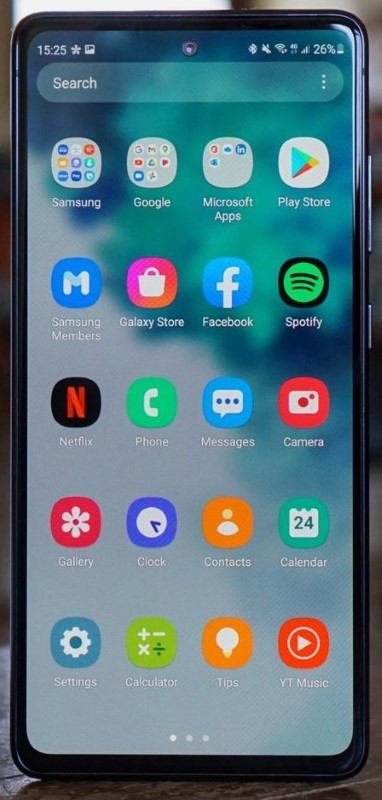 15:25 26%
Search
Samsung Google Microsoft Apps Play Store
Samsung Members Galaxy Store Facebook Spotify
Netflix Phone Messages Camera
24
Gallery Clock Contacts Calendar
Settings Calculator Tips YT Music